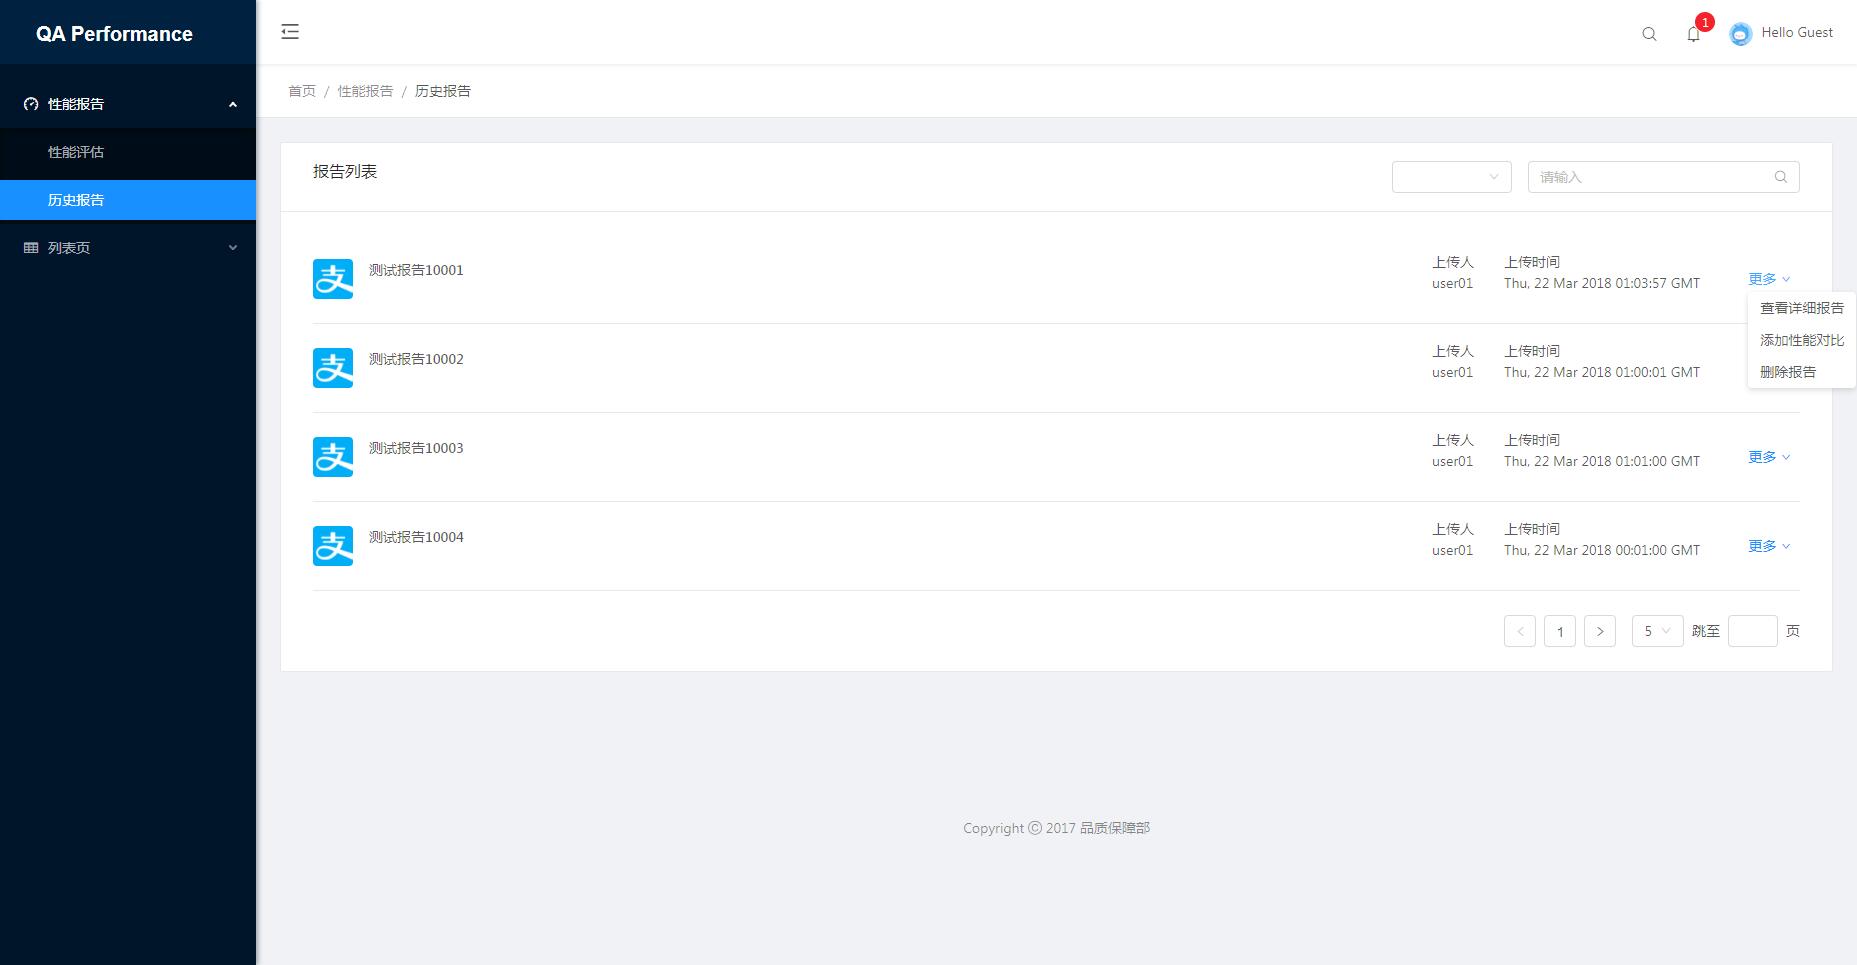 QA Performance
1
Hello Guest
性能报告
性能评估
历史报告
列表页
首页 / 性能报告 / 历史报告
报告列表
请输入
支
测试报告10001
上传人
user01
上传时间
Thu, 22 Mar 2018 01:03:57 GMT
更多
查看详细报告
添加性能对比
删除报告
支
测试报告10002
上传人
user01
上传时间
Thu, 22 Mar 2018 01:00:01 GMT
支
测试报告10003
上传人
user01
上传时间
Thu, 22 Mar 2018 01:01:00 GMT
更多
支
测试报告10004
上传人
user01
上传时间
Thu, 22 Mar 2018 00:01:00 GMT
更多
< 1 > 5 跳至 页
Copyright © 2017 品质保障部